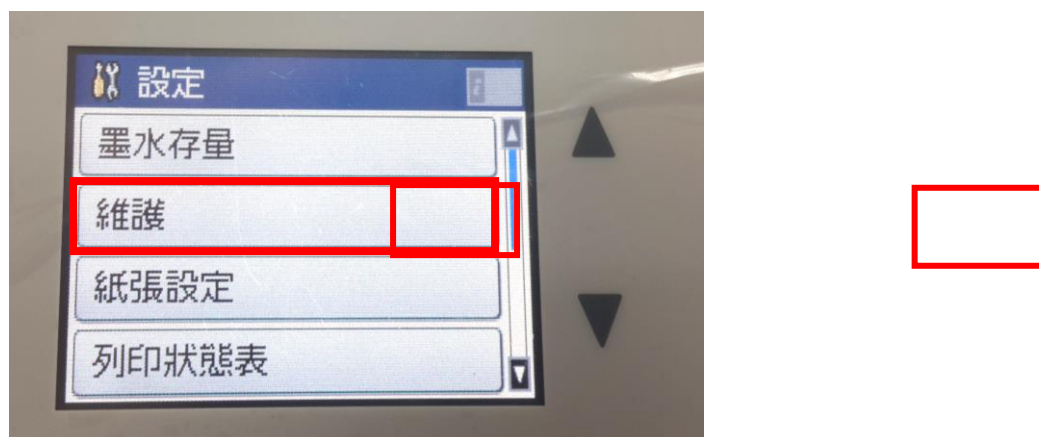 設定
墨水存量
維護
紙張設定
列印狀態表